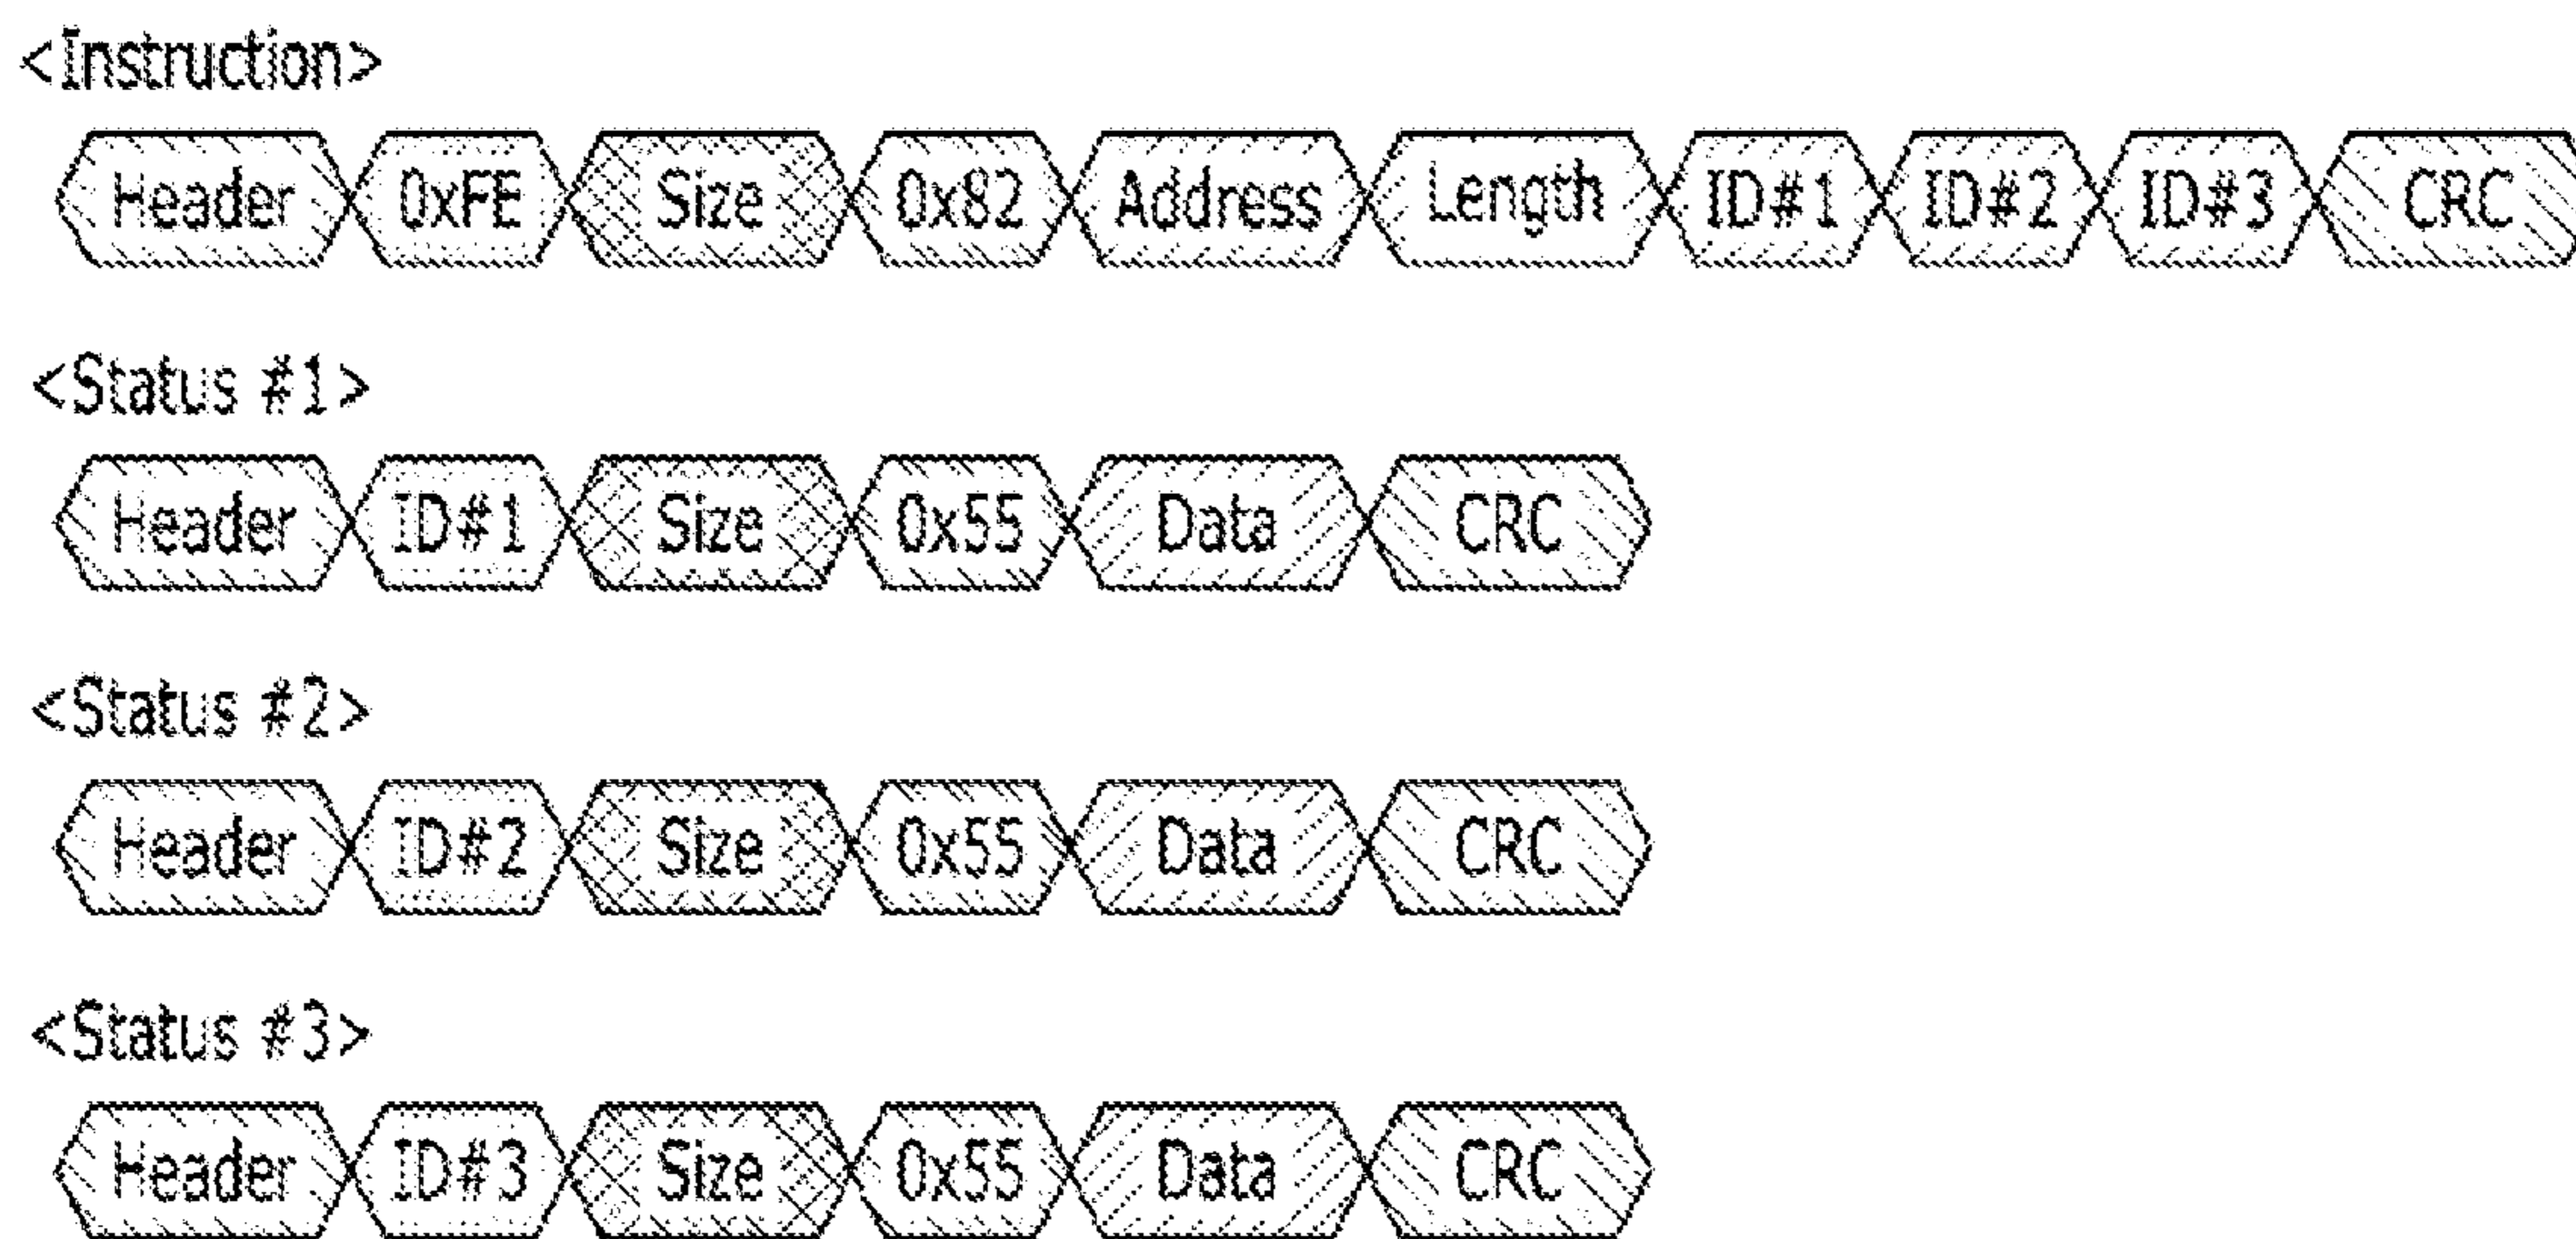 <Instruction>
Header 0xFE Size 0x82 Address Length ID#1 ID#2 ID#3 CRC
<Status #1>
Header ID#1 Size 0x55 Data CRC
<Status #2>
Header ID#2 Size 0x55 Data CRC
<Status #3>
Header ID#3 Size 0x55 Data CRC